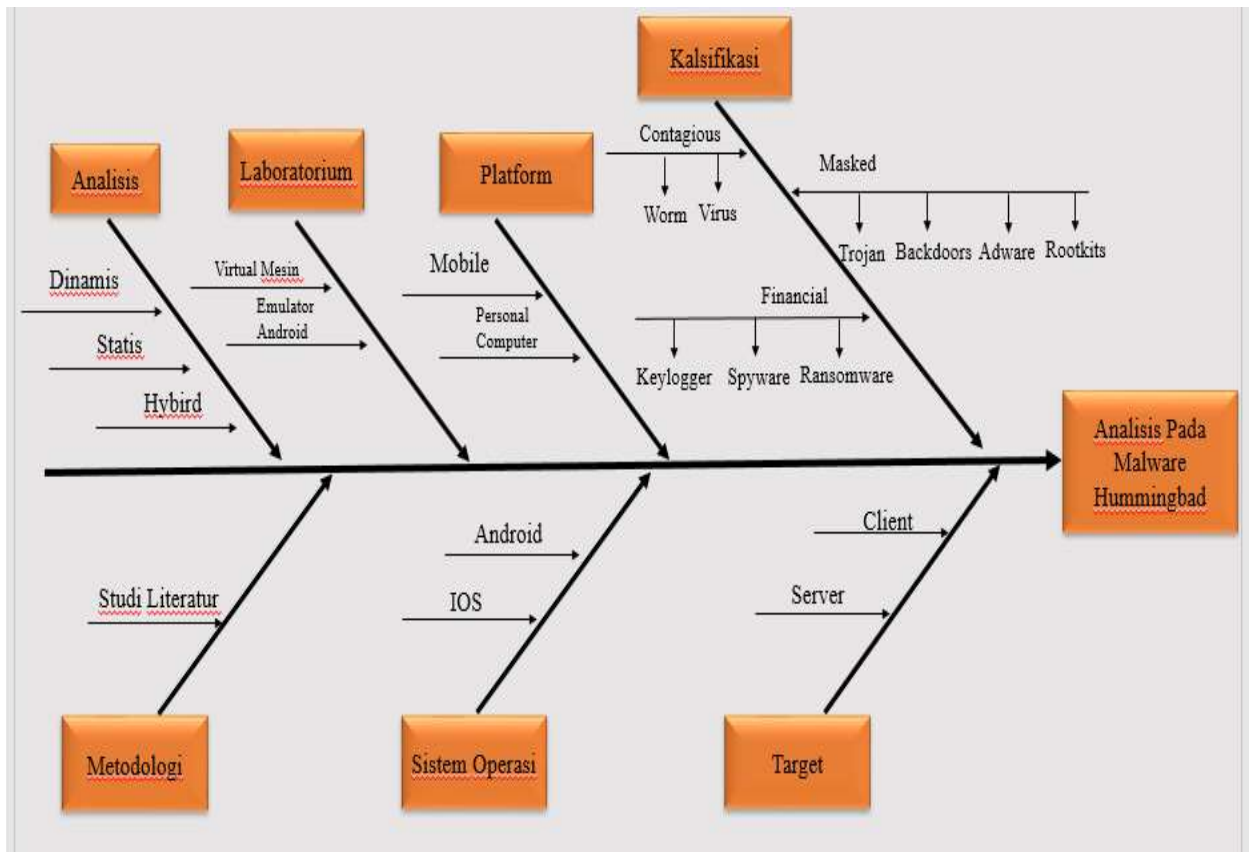 Kalsifikasi
Contagious
Worm
Virus
Masked
Trojan
Backdoors
Adware
Rootkits
Financial
Keylogger
Spyware
Ransomware
Analisis
Dinamis
Statis
Hybird
Laboratorium
Virtual Mesin
Emulator
Android
Platform
Mobile
Personal
Computer
Analisis Pada
Malware
Hummingbad
Studi Literatur
Metodologi
Android
IOS
Sistem Operasi
Client
Server
Target